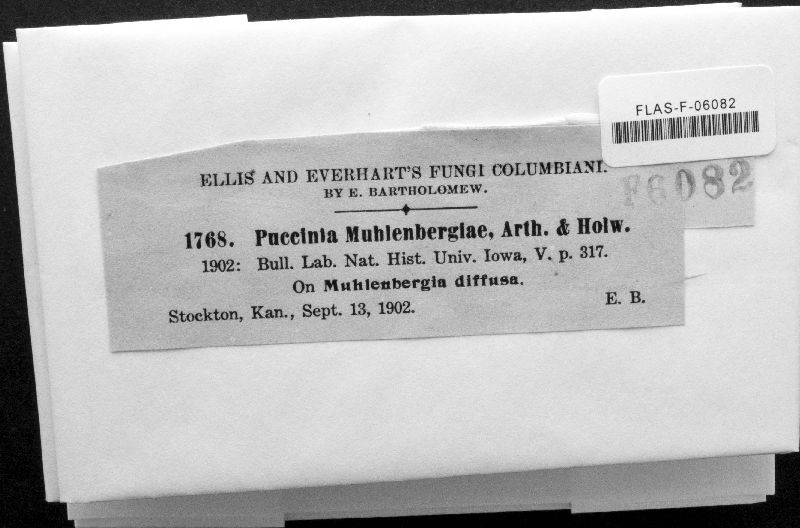 FLAS-F-06082
F6082
ELLIS AND EVERHART'S FUNGI COLUMBIANI.
BY E. BARTHOLOMEW.
1768. Puccinia Muhlenbergiae, Arth. & Holw.
1902: Bull. Lab. Nat. Hist. Univ. Iowa, V. p. 317.
On Muhlenbergia diffusa.
Stockton, Kan., Sept. 13, 1902. E. B.